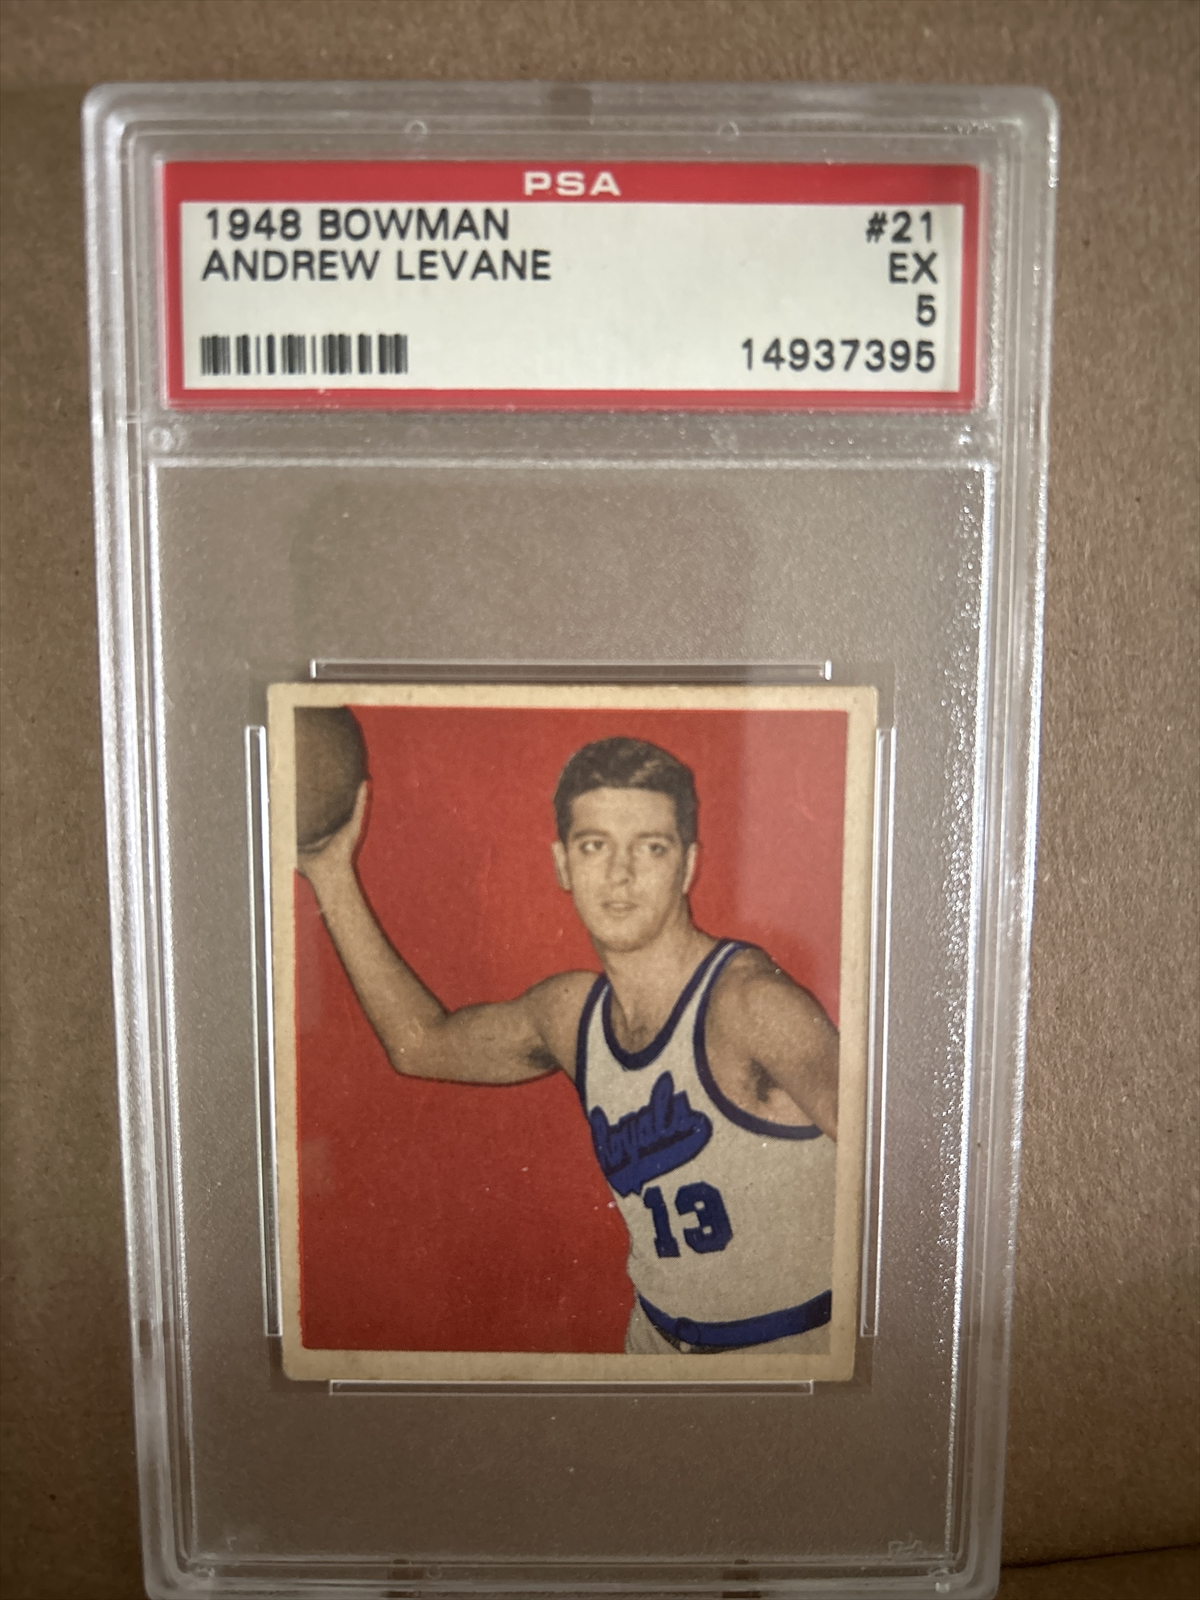 PSA
1948 BOWMAN #21
ANDREW LEVANE EX
5
14937395
Royals
13